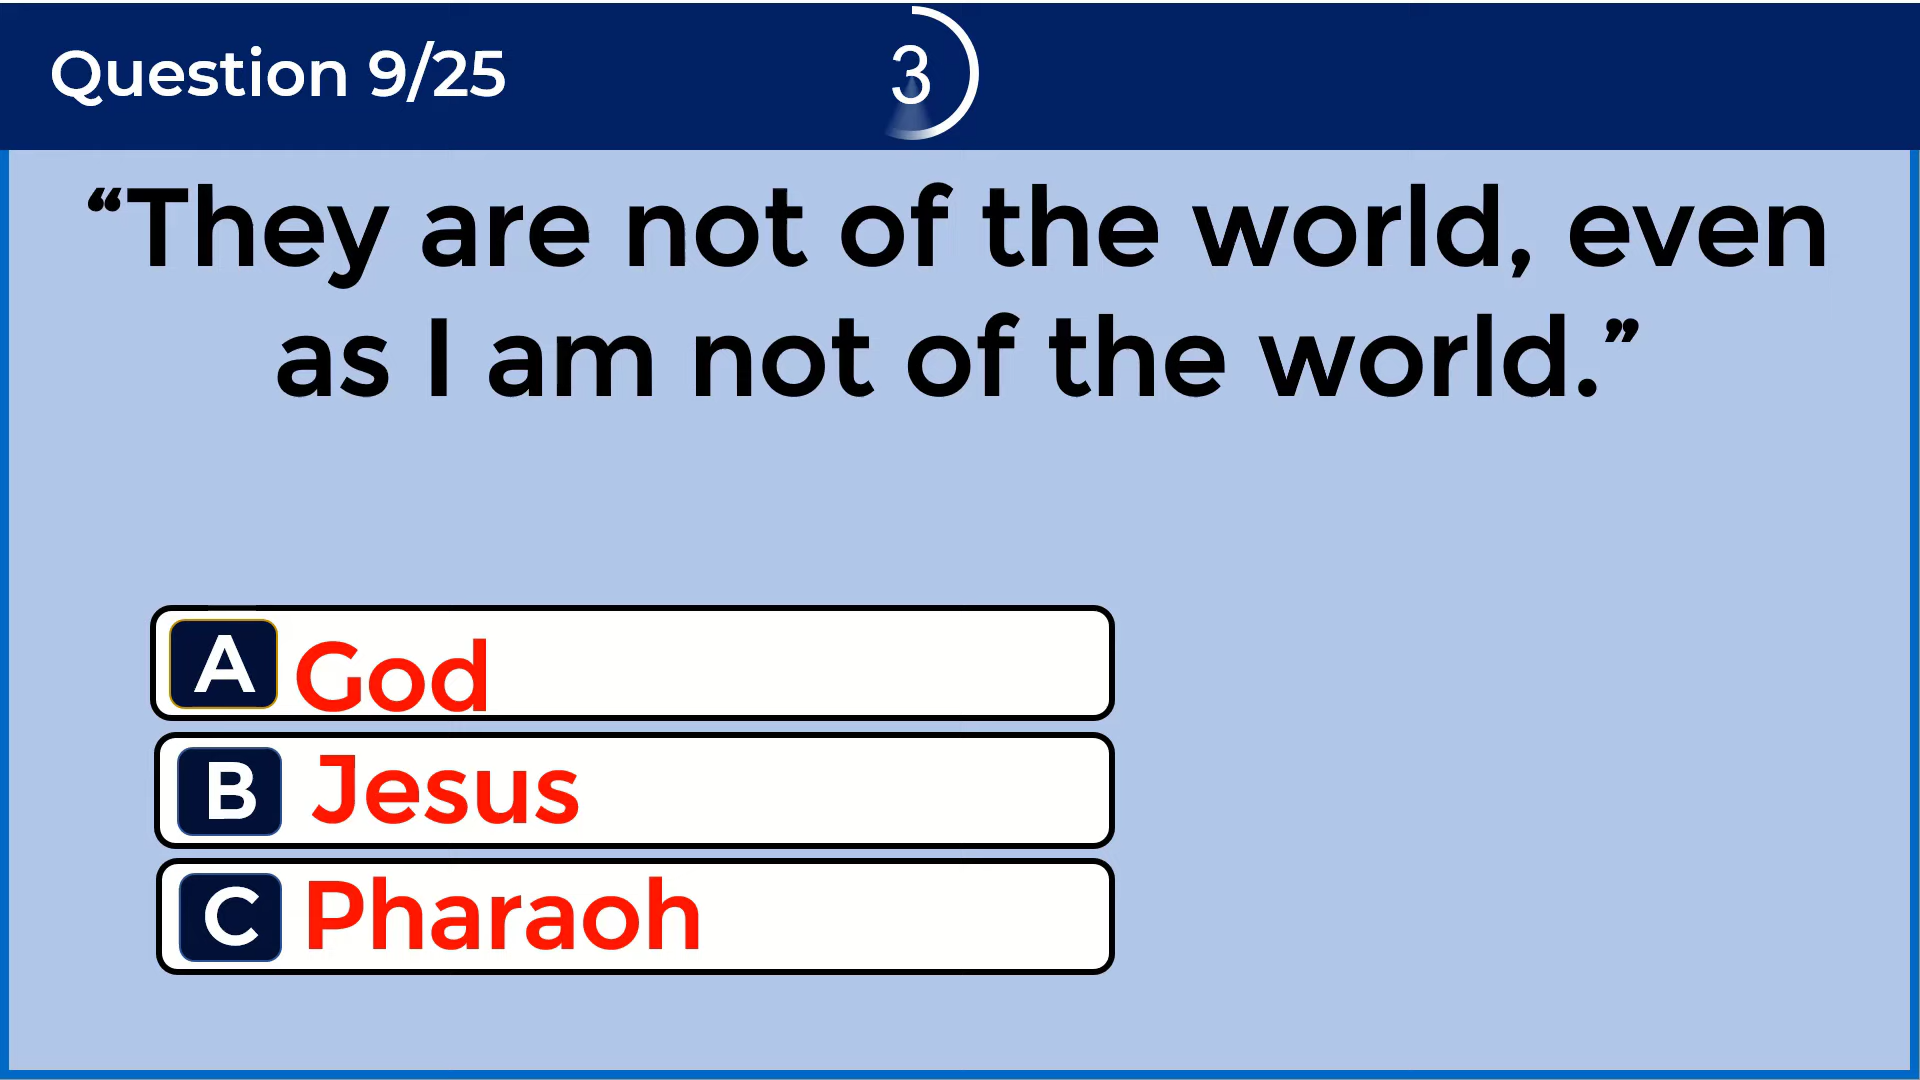 Question 9/25
3
“They are not of the world, even
as I am not of the world.”
A God
B Jesus
C Pharaoh